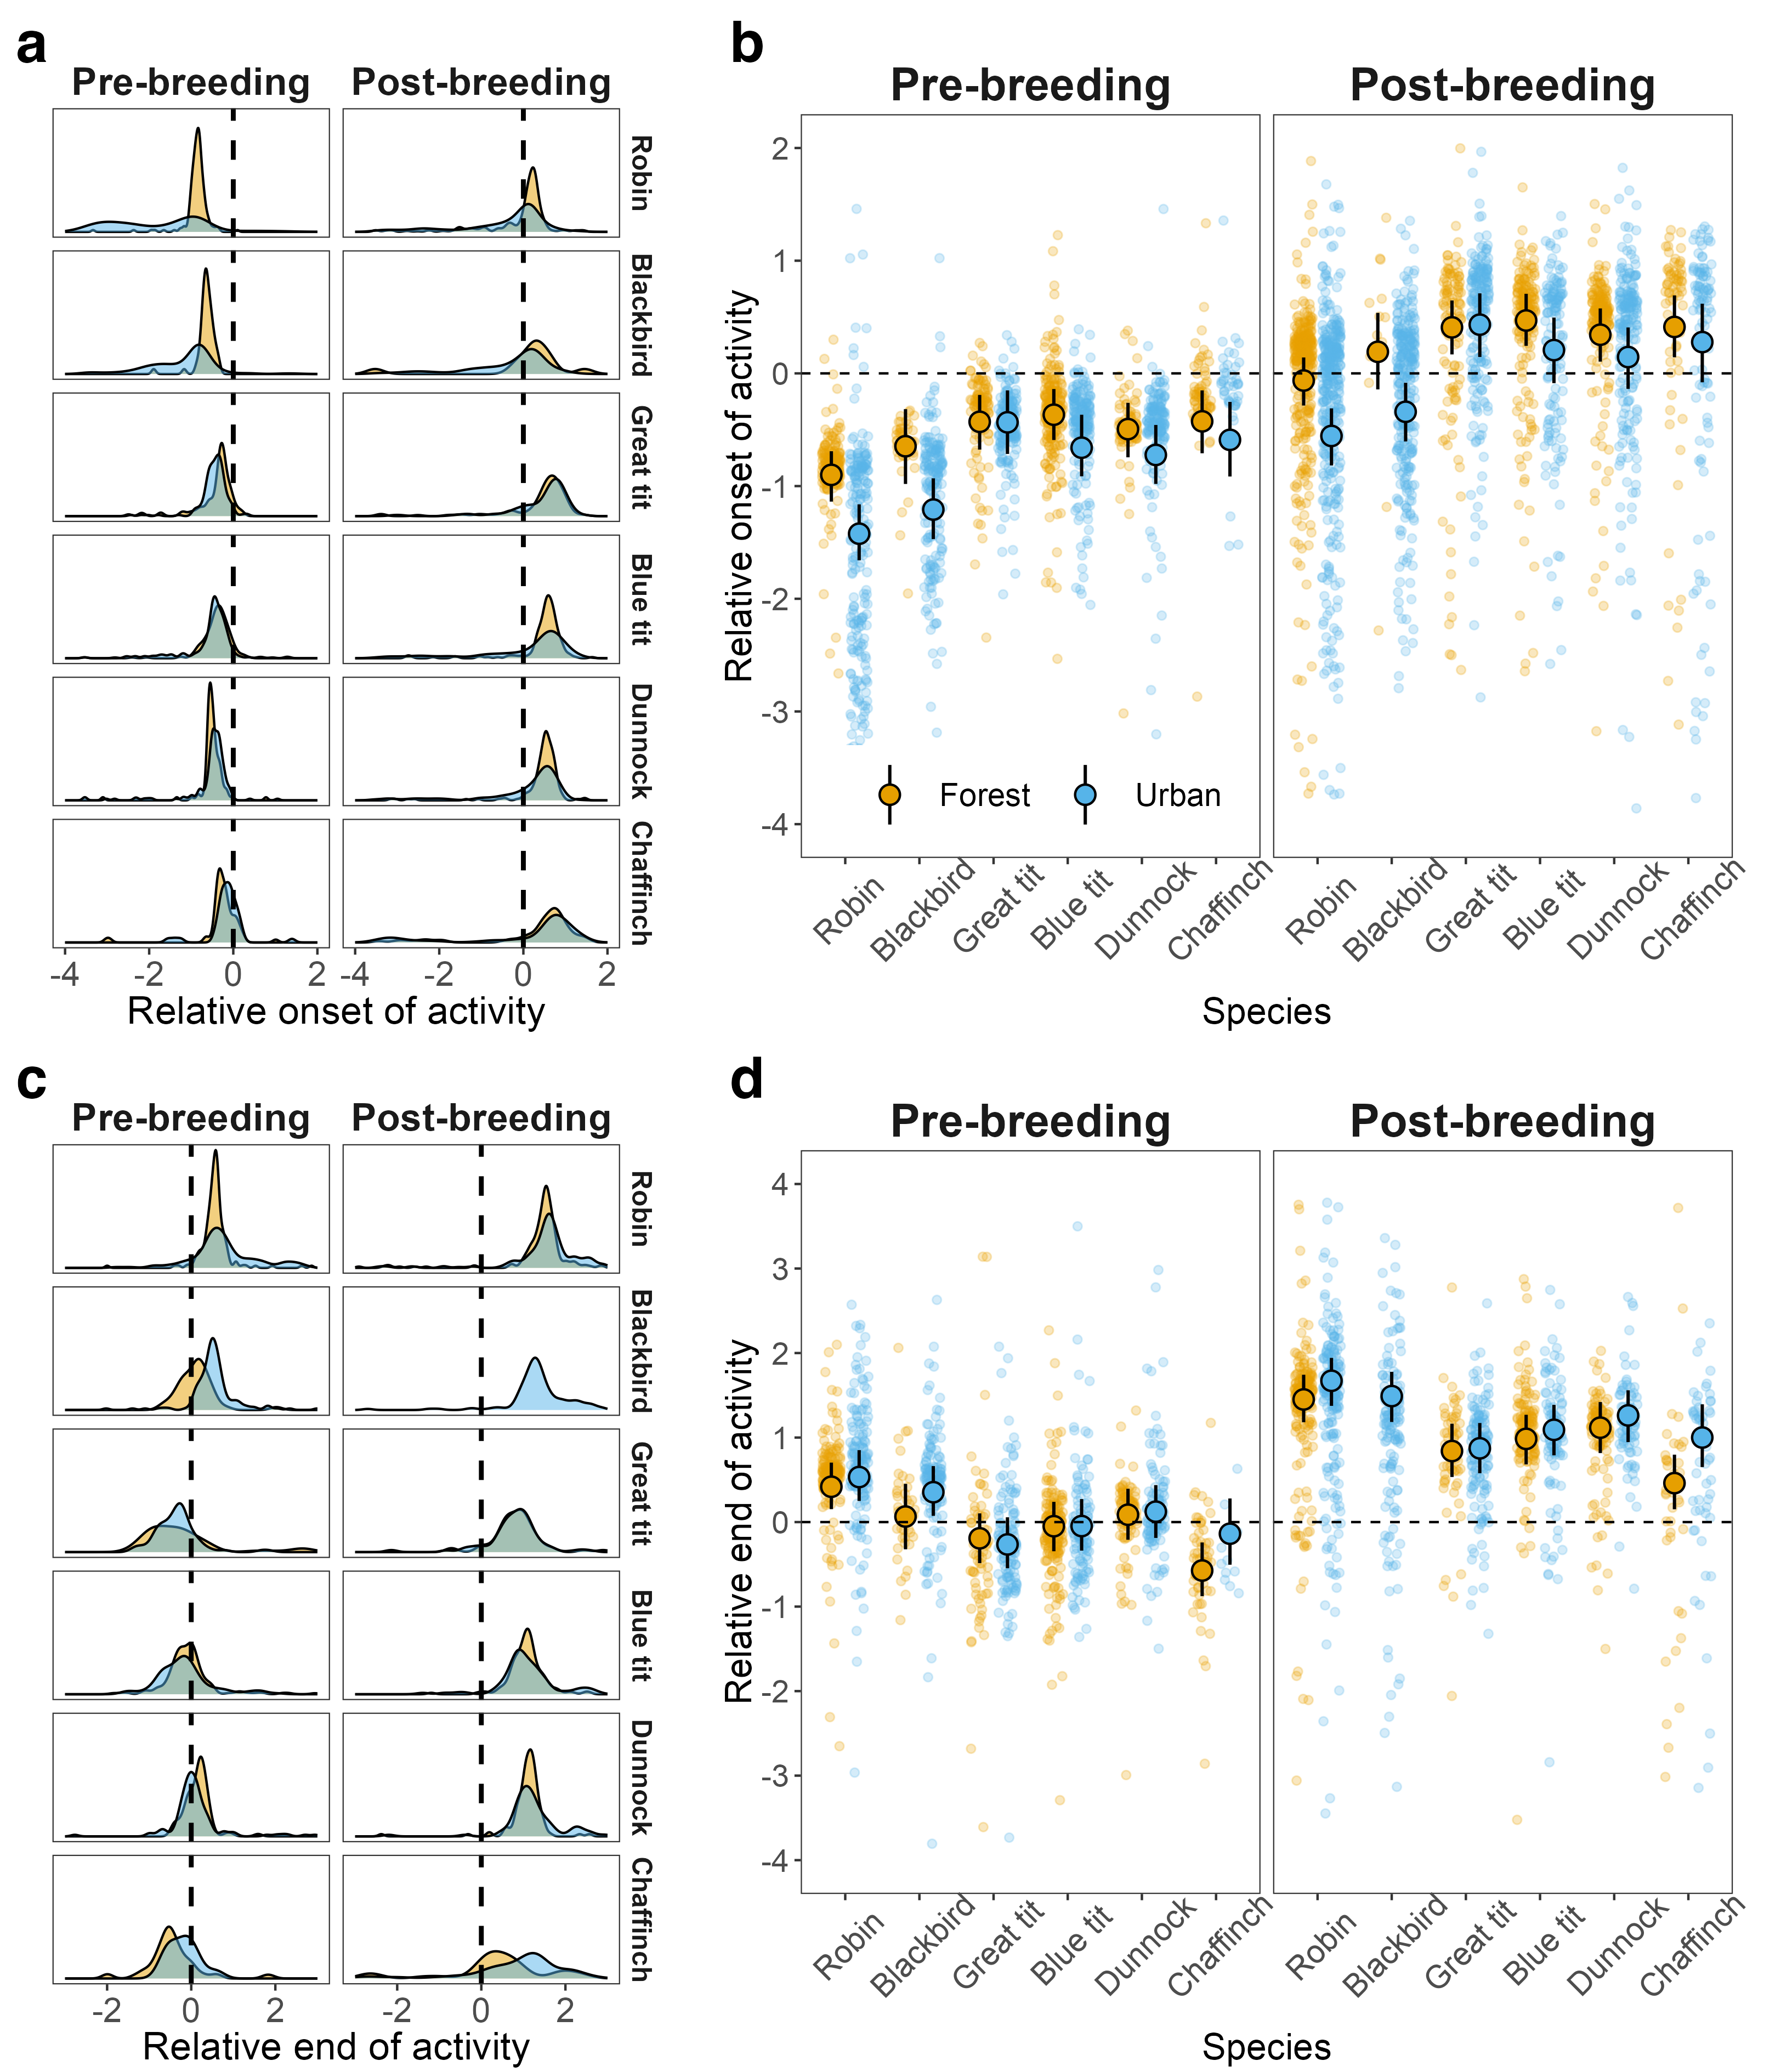 a
Pre-breeding Post-breeding
Robin
Blackbird
Great tit
Blue tit
Dunnock
Chaffinch
-4 -2 0 2 -4 -2 0 2
Relative onset of activity
b
Pre-breeding Post-breeding
Relative onset of activity
2
1
0
-1
-2
-3
-4
Forest Urban
Robin Blackbird Great tit Blue tit Dunnock Chaffinch Robin Blackbird Great tit Blue tit Dunnock Chaffinch
Species
c
Pre-breeding Post-breeding
Robin
Blackbird
Great tit
Blue tit
Dunnock
Chaffinch
-2 0 2 -2 0 2
Relative end of activity
d
Pre-breeding Post-breeding
Relative end of activity
4
3
2
1
0
-1
-2
-3
-4
Robin Blackbird Great tit Blue tit Dunnock Chaffinch Robin Blackbird Great tit Blue tit Dunnock Chaffinch
Species